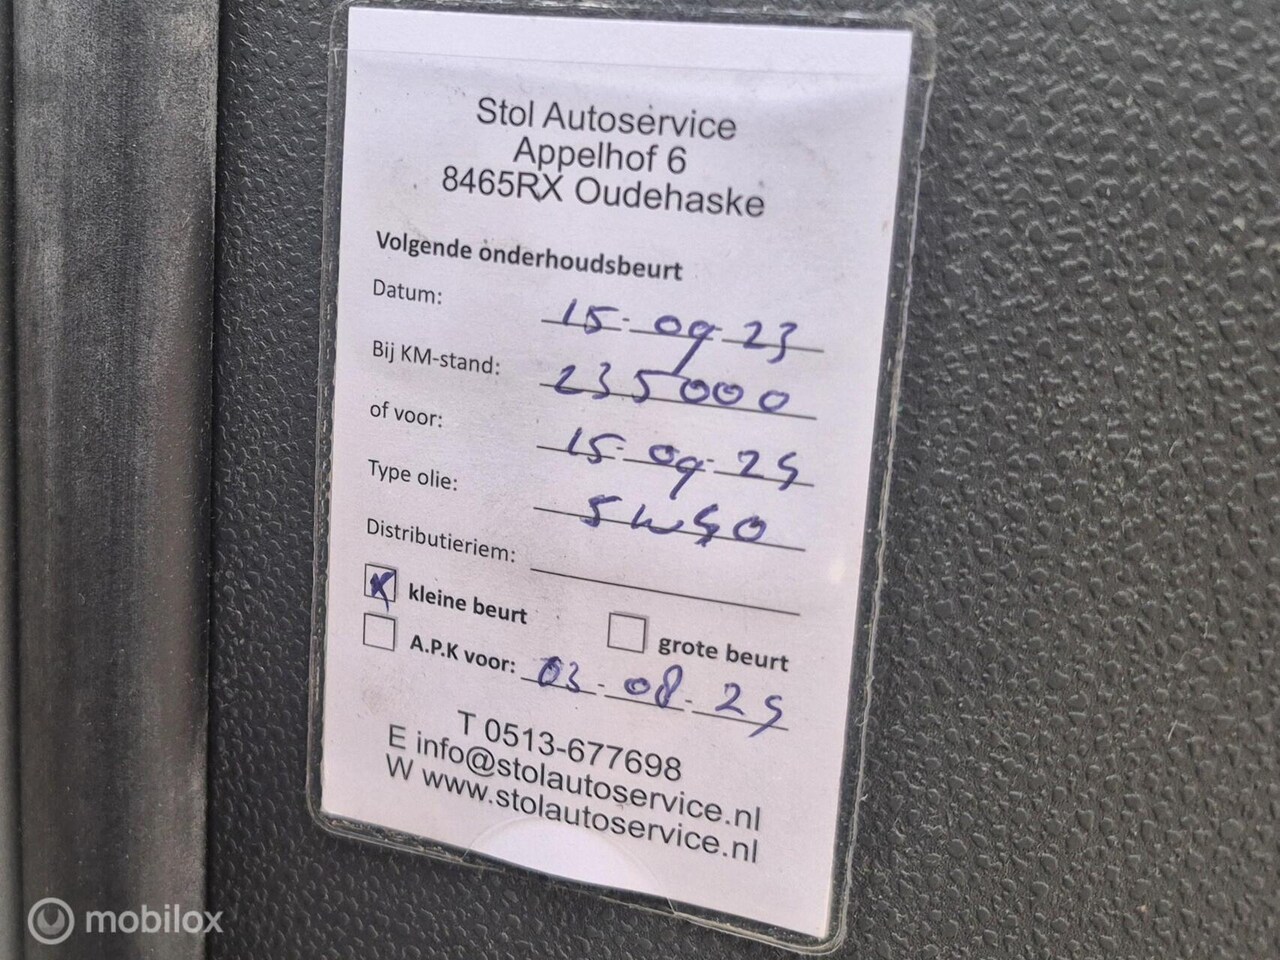 Stol Autoservice
Appelhof 6
8465RX Oudehaske
Volgende onderhoudsbeurt
Datum: 15-09-23
Bij KM-stand: 235000
of voor: 15-09-24
Type olie: 5W40
Distributieriem:
kleine beurt grote beurt
A.P.K voor: 03-08-24
T 0513-677698
E info@stolautoservice.nl
W www.stolautoservice.nl
mobilox